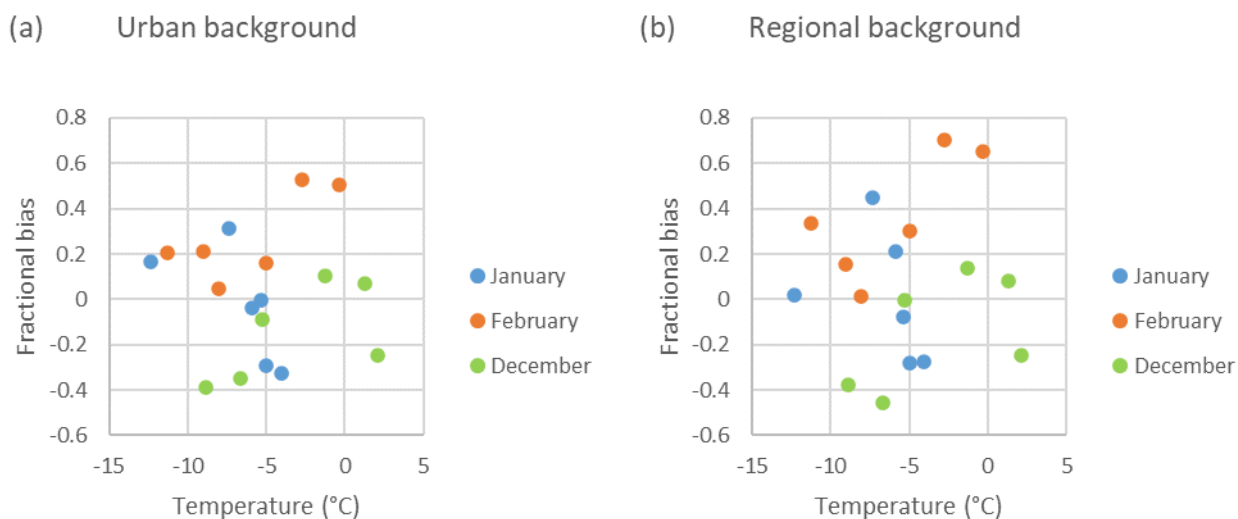 (a) Urban background
Fractional bias
0.8
0.6
0.4
0.2
0
-0.2
-0.4
-0.6
-15 -10 -5 0 5
Temperature (°C)
January
February
December
(b) Regional background
Fractional bias
0.8
0.6
0.4
0.2
0
-0.2
-0.4
-0.6
-15 -10 -5 0 5
Temperature (°C)
January
February
December